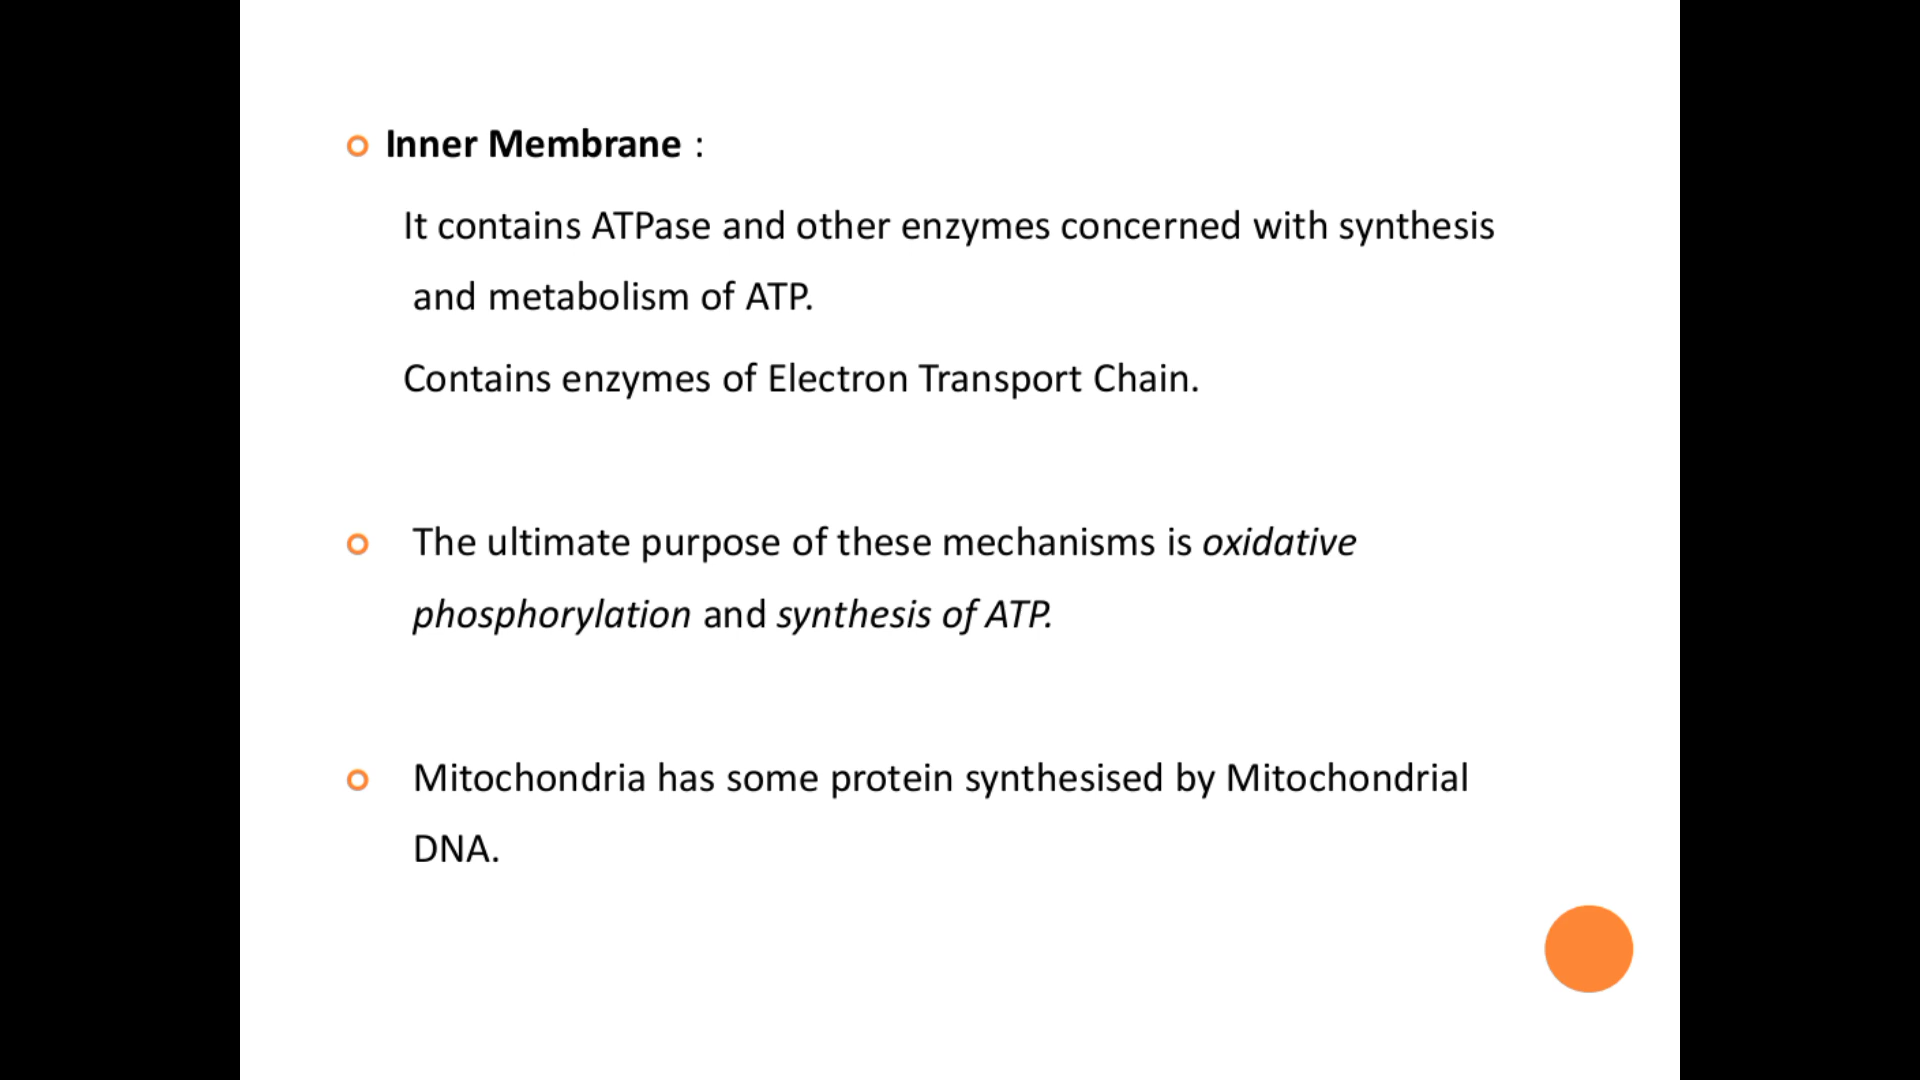 Inner Membrane :
It contains ATPase and other enzymes concerned with synthesis
and metabolism of ATP.
Contains enzymes of Electron Transport Chain.
The ultimate purpose of these mechanisms is oxidative
phosphorylation and synthesis of ATP.
Mitochondria has some protein synthesised by Mitochondrial
DNA.